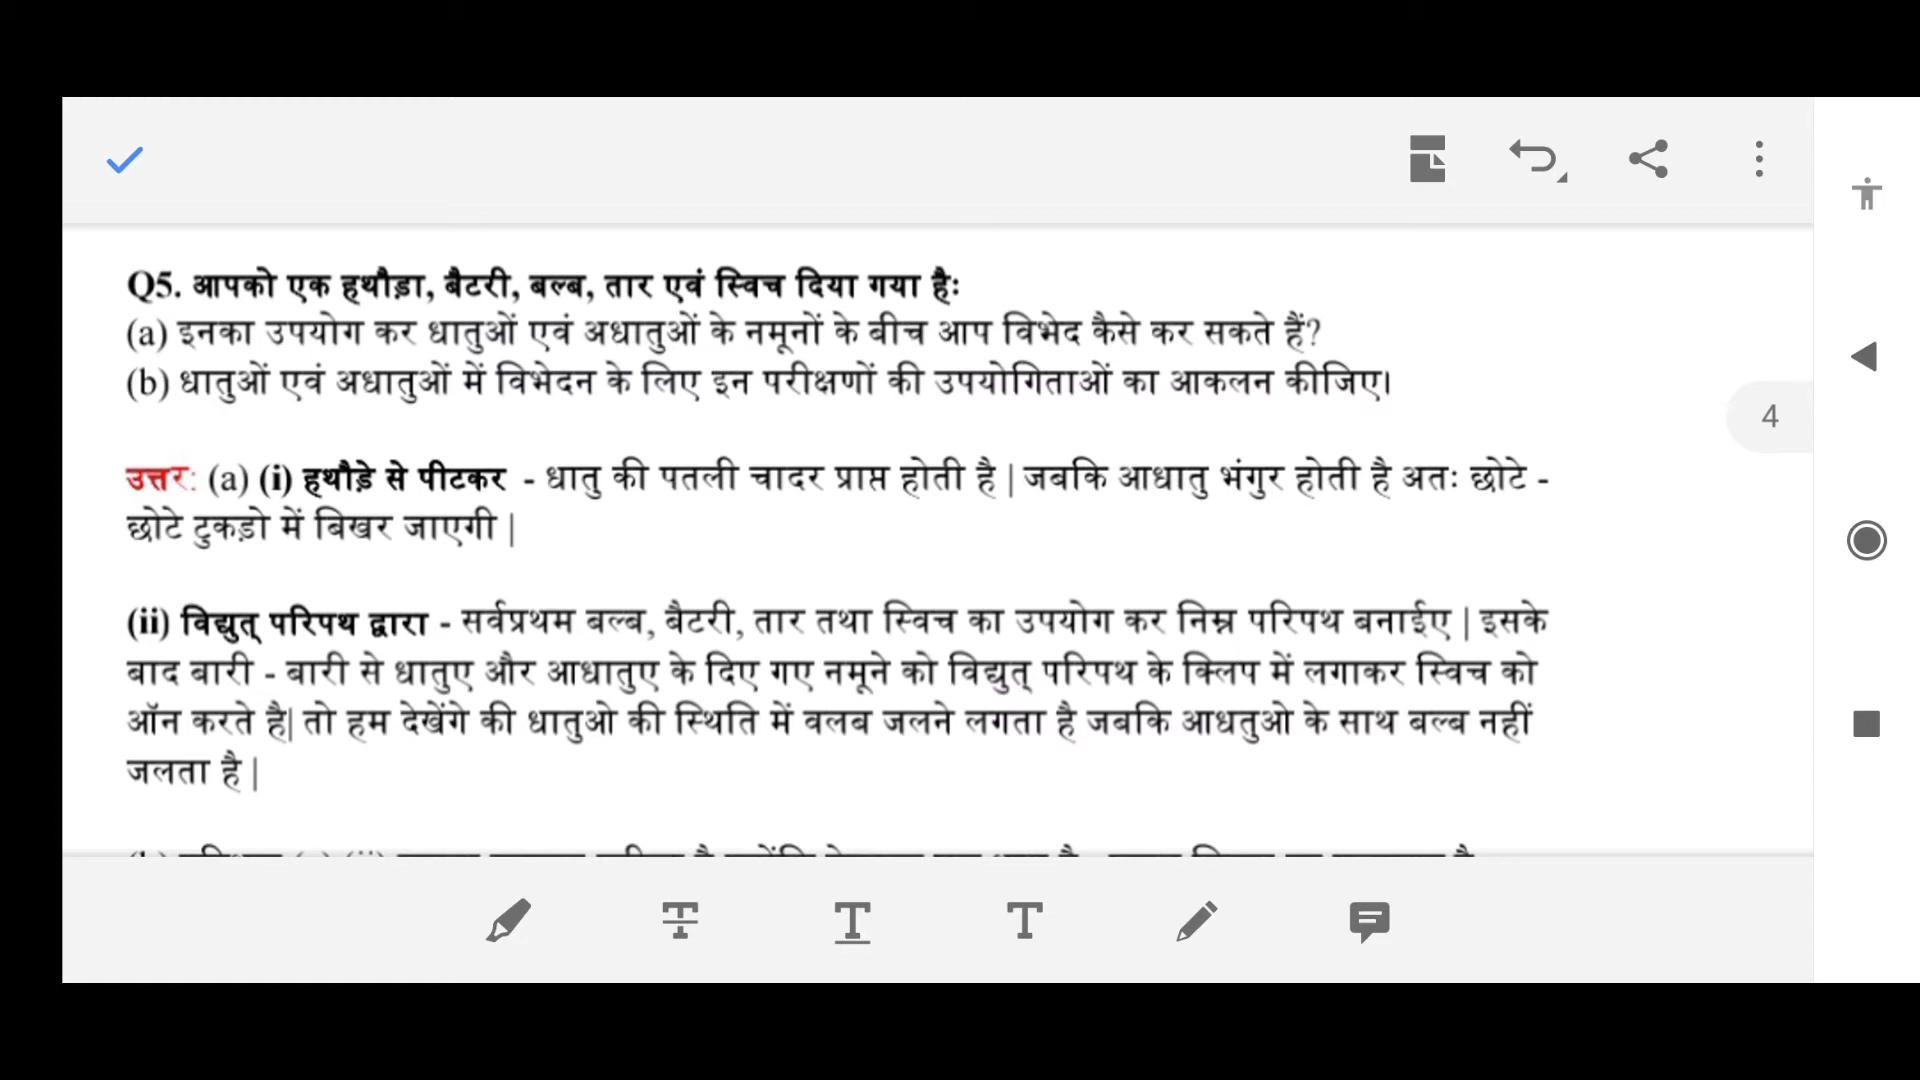 Q5. आपको एक हथौड़ा, बैटरी, बल्ब, तार एवं स्विच दिया गया है:
(a) इनका उपयोग कर धातुओं एवं अधातुओं के नमूनों के बीच आप विभेद कैसे कर सकते हैं?
(b) धातुओं एवं अधातुओं में विभेदन के लिए इन परीक्षणों की उपयोगिताओं का आकलन कीजिए।
4
उत्तर: (a) (i) हथौड़े से पीटकर - धातु की पतली चादर प्राप्त होती है | जबकि आधातु भंगुर होती है अतः छोटे -
छोटे टुकड़ो में बिखर जाएगी |
(ii) विद्युत् परिपथ द्वारा - सर्वप्रथम बल्ब, बैटरी, तार तथा स्विच का उपयोग कर निम्न परिपथ बनाईए | इसके
बाद बारी - बारी से धातुए और आधातुए के दिए गए नमूने को विद्युत् परिपथ के क्लिप में लगाकर स्विच को
ऑन करते है| तो हम देखेंगे की धातुओ की स्थिति में वलब जलने लगता है जबकि आधतुओ के साथ बल्ब नहीं
जलता है |